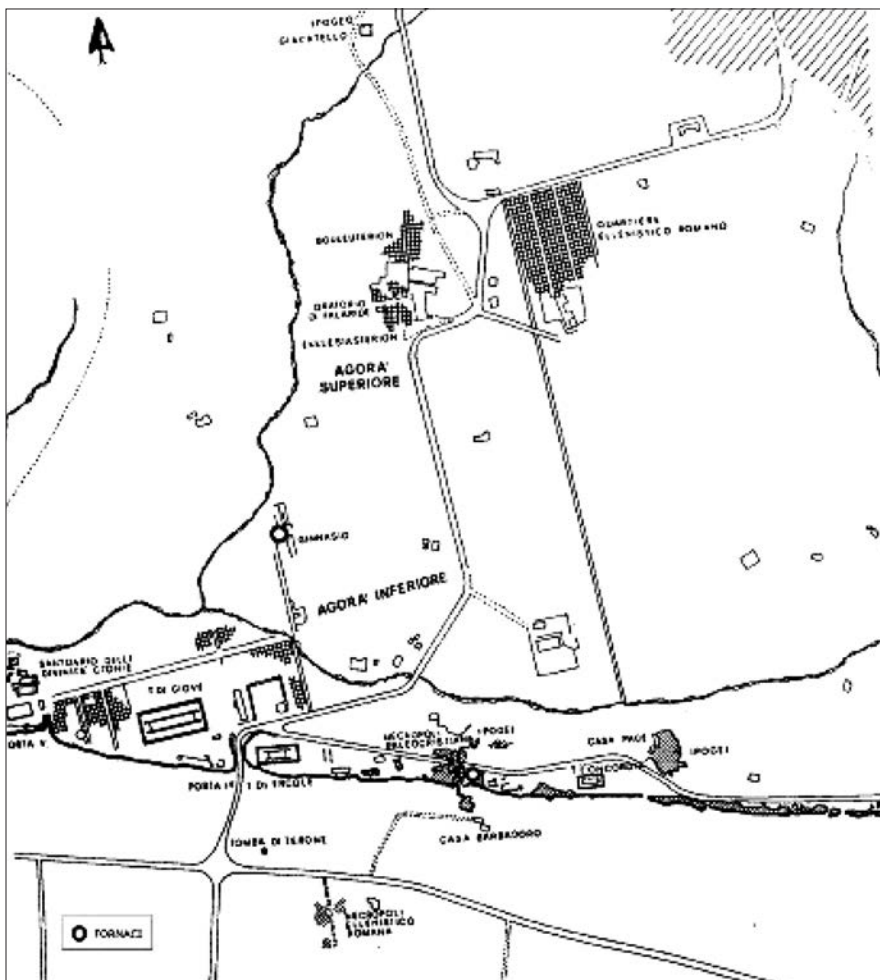 IPOGEO
GIACATELLO
BOULEUTERION
QUARTIERE
ELLENISTICO ROMANO
ORATORIO
DI FALARIDE
EKKLESIASTERION
AGORA'
SUPERIORE
GINNASIO
AGORA' INFERIORE
SANTUARIO DELLE
DIVINITA' CTONIE
T. DI GIOVE
PORTA V.
NECROPOLI
PALEOCRISTIANA
IPOGEI
CASA PACE
IPOGEI
T. CONCORDIA
PORTA IV
T. DI ERCOLE
TOMBA DI TERONE
CASA BARBADORO
NECROPOLI
ELLENISTICO
ROMANA
FORNACI